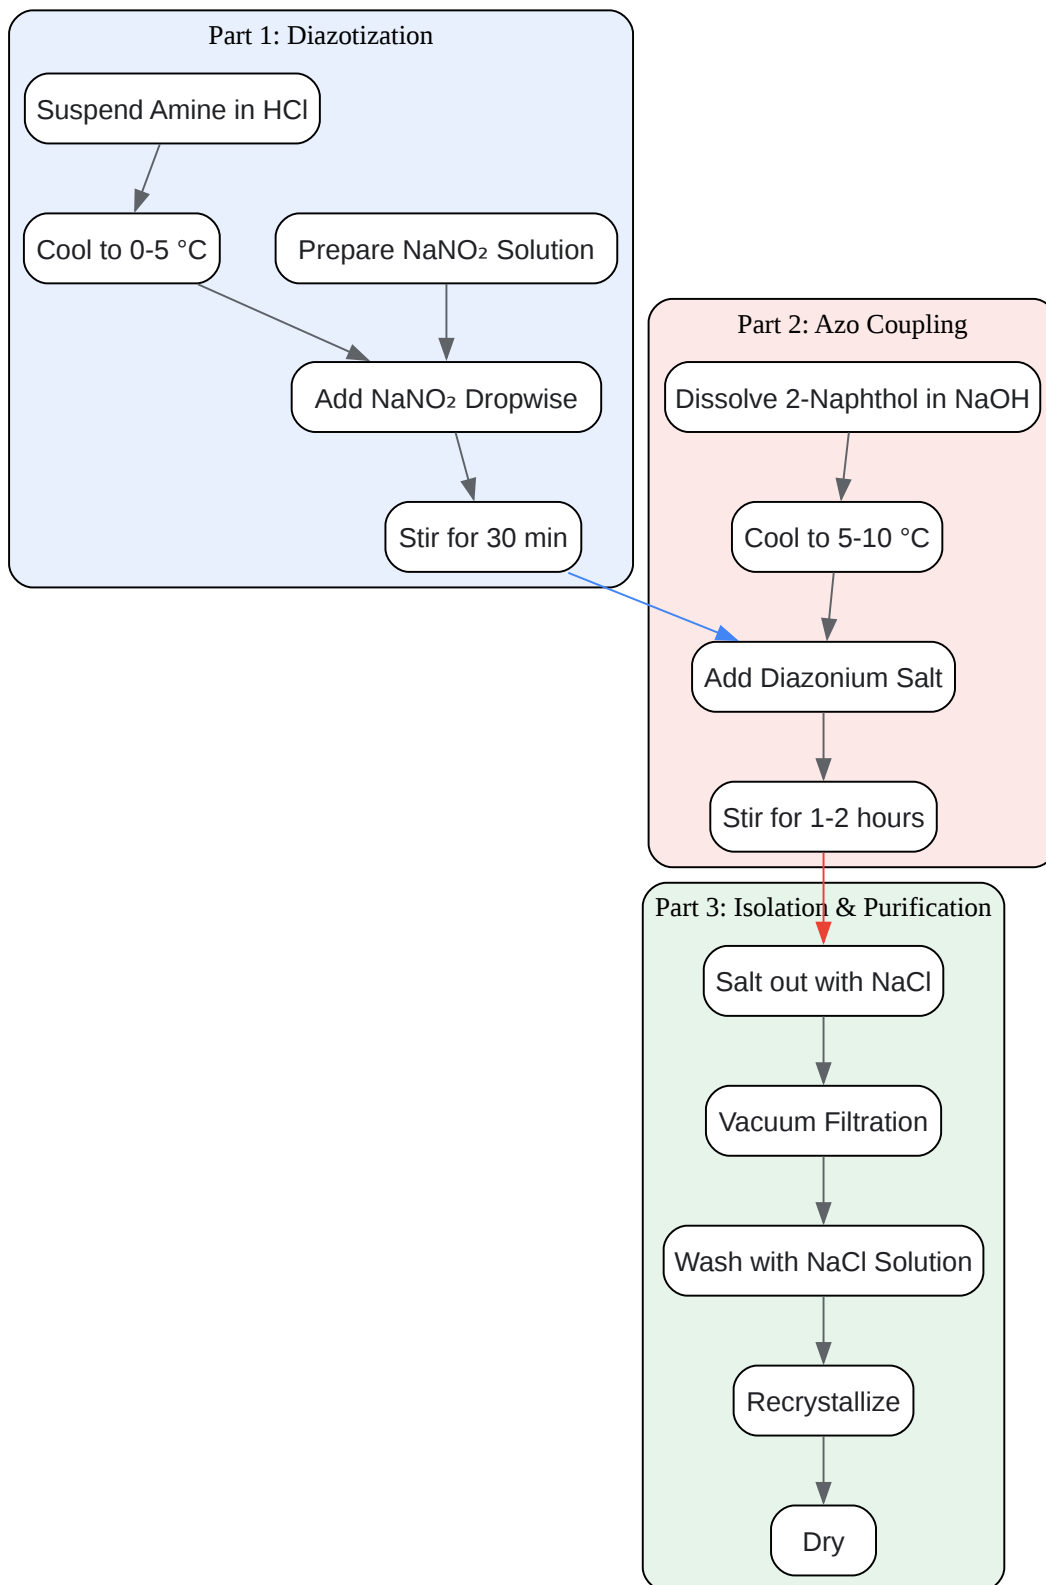 Part 1: Diazotization
Suspend Amine in HCl
Cool to 0-5 °C
Prepare NaNO₂ Solution
Add NaNO₂ Dropwise
Stir for 30 min
Part 2: Azo Coupling
Dissolve 2-Naphthol in NaOH
Cool to 5-10 °C
Add Diazonium Salt
Stir for 1-2 hours
Part 3: Isolation & Purification
Salt out with NaCl
Vacuum Filtration
Wash with NaCl Solution
Recrystallize
Dry